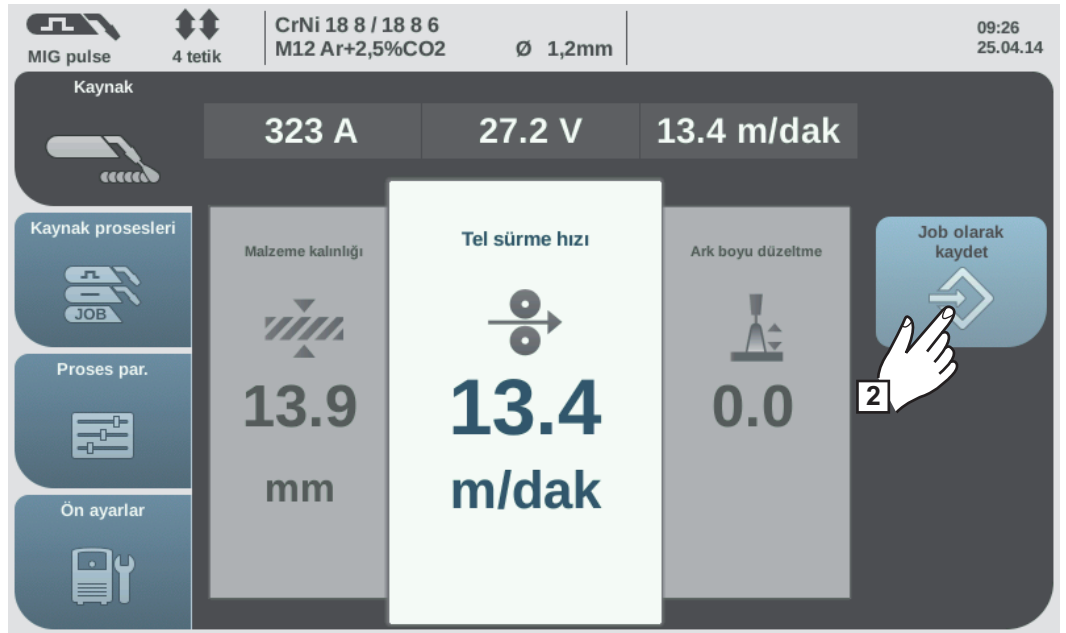 MIG pulse
4 tetik
CrNi 18 8 / 18 8 6
M12 Ar+2,5%CO2 Ø 1,2mm
09:26
25.04.14
Kaynak
323 A 27.2 V 13.4 m/dak
Kaynak prosesleri
JOB
Proses par.
Ön ayarlar
Malzeme kalınlığı
13.9
mm
Tel sürme hızı
13.4
m/dak
Ark boyu düzeltme
0.0
Job olarak
kaydet
2